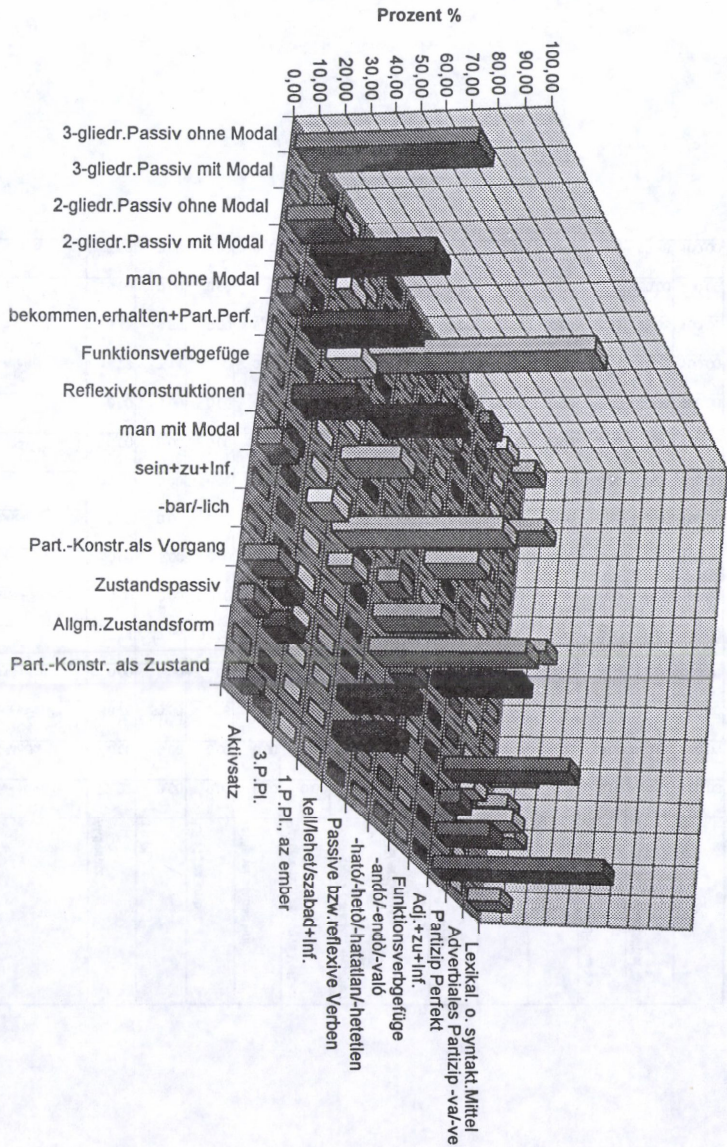 Prozent %
100,00
90,00
80,00
70,00
60,00
50,00
40,00
30,00
20,00
10,00
0,00
3-gliedr.Passiv ohne Modal
3-gliedr.Passiv mit Modal
2-gliedr.Passiv ohne Modal
2-gliedr.Passiv mit Modal
man ohne Modal
bekommen,erhalten+Part.Perf.
Funktionsverbgefüge
Reflexivkonstruktionen
man mit Modal
sein+zu+Inf.
-bar/-lich
Part.-Konstr.als Vorgang
Zustandspassiv
Allgm.Zustandsform
Part.-Konstr. als Zustand
Aktivsatz
3.P.Pl.
1.P.Pl., az ember
kell/lehet/szabad+Inf.
Passive bzw.reflexive Verben
-ható/-hetò/-hatatlan/-hetetlen
-andó/-endò/-való
Funktionsverbgefüge
Adj.+zu+Inf.
Partizip Perfekt
Adverbiales Partizip -va/-ve
Lexikal. o. syntakt.Mittel